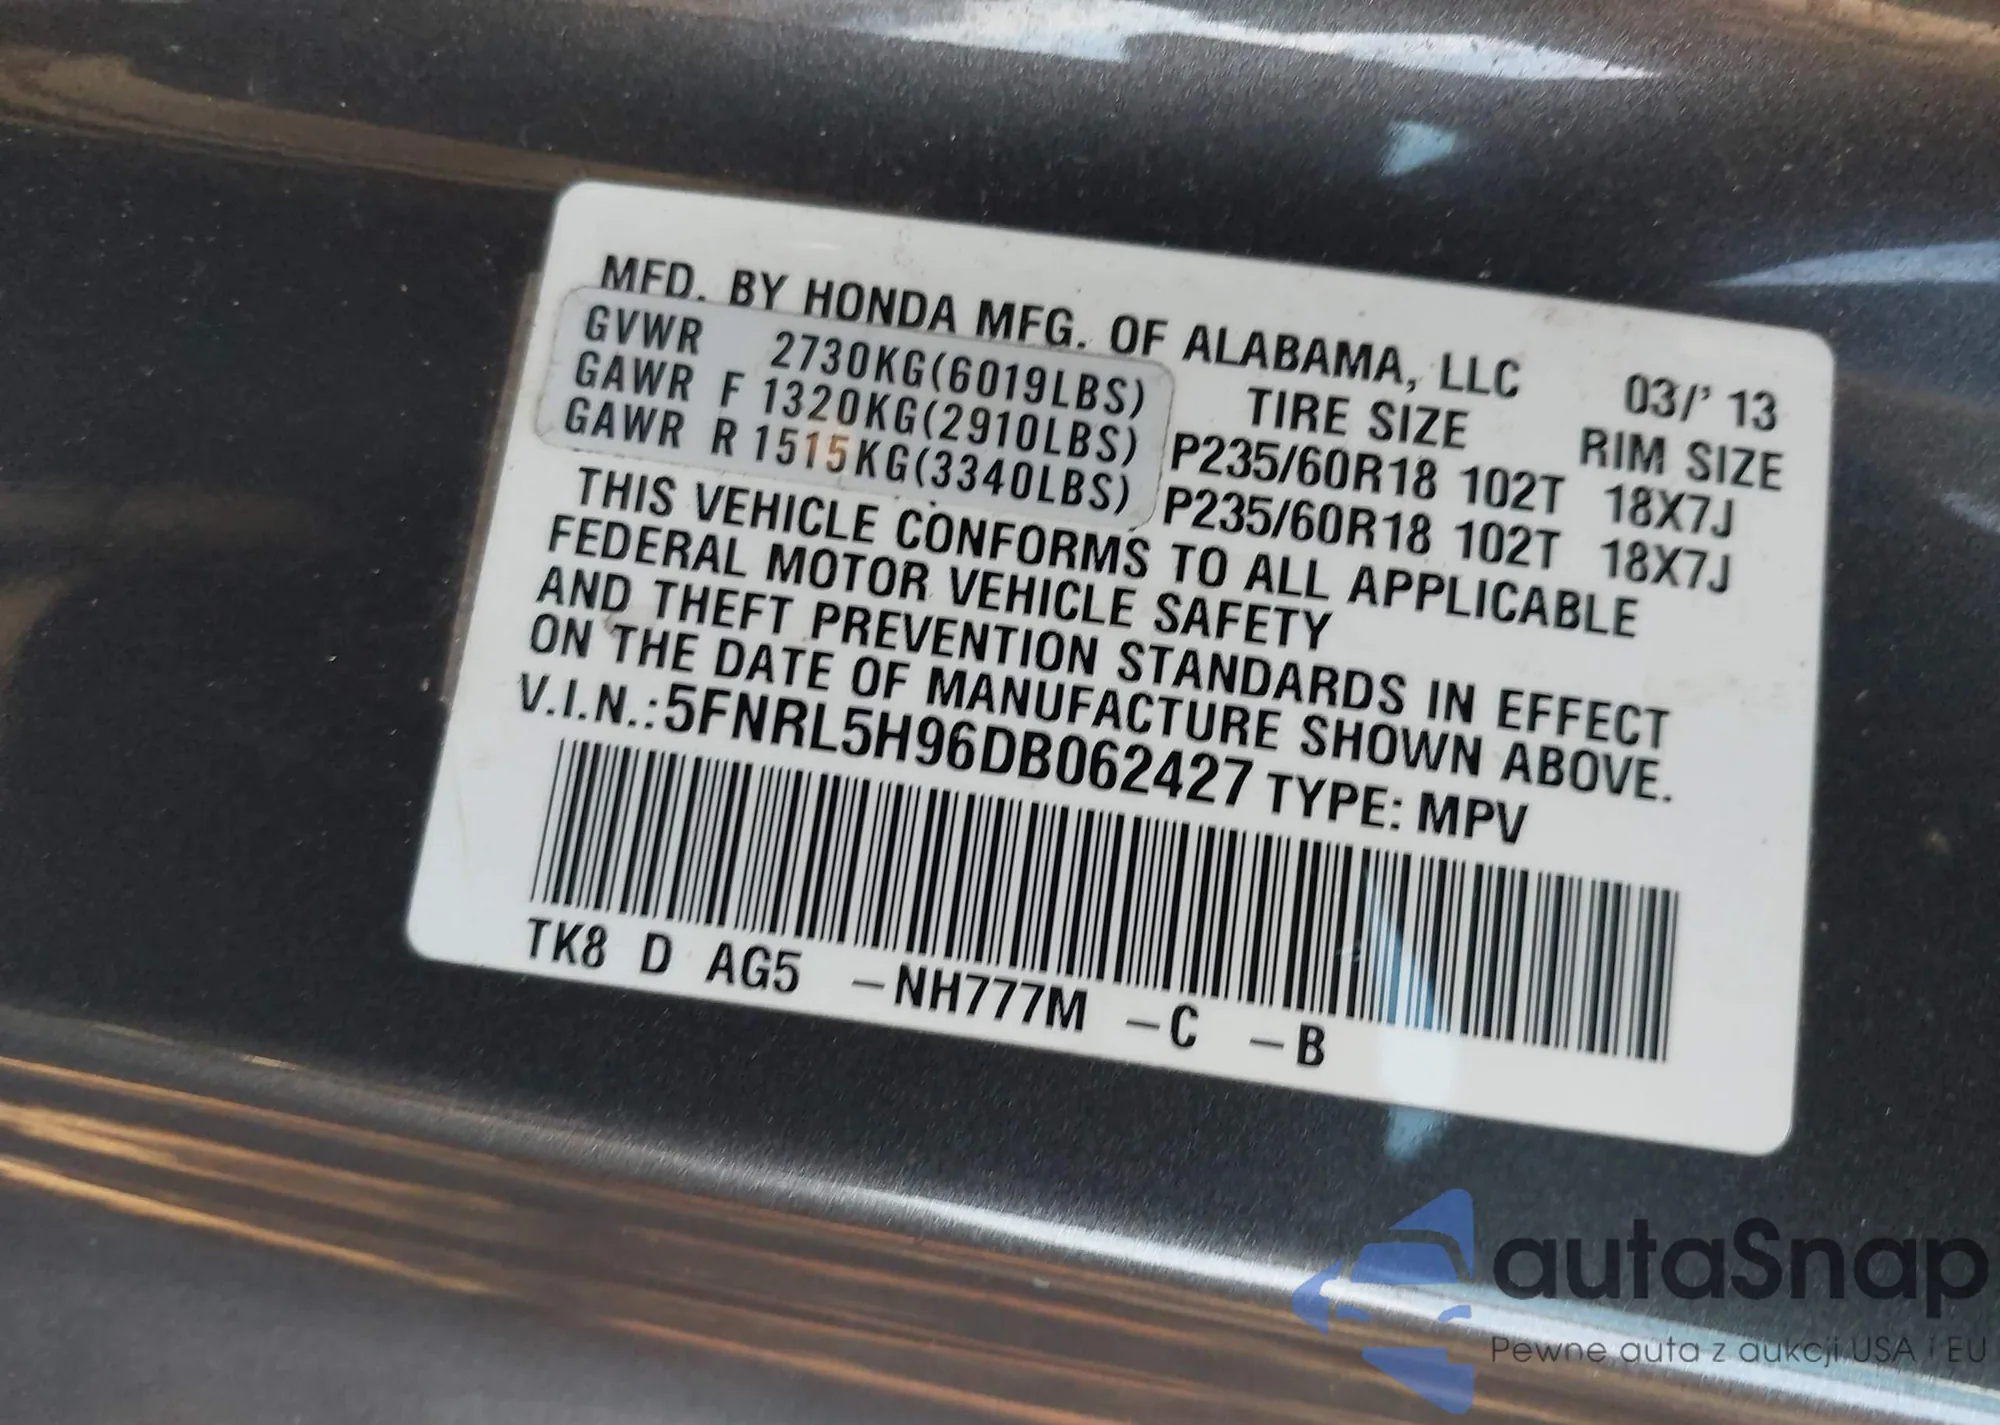 MFD. BY HONDA MFG. OF ALABAMA, LLC 03/' 13
GVWR 2730KG(6019LBS) TIRE SIZE RIM SIZE
GAWR F 1320KG(2910LBS) P235/60R18 102T 18X7J
GAWR R 1515KG(3340LBS) P235/60R18 102T 18X7J
THIS VEHICLE CONFORMS TO ALL APPLICABLE
FEDERAL MOTOR VEHICLE SAFETY
AND THEFT PREVENTION STANDARDS IN EFFECT
ON THE DATE OF MANUFACTURE SHOWN ABOVE.
V.I.N.:5FNRL5H96DB062427 TYPE: MPV
TK8 D AG5 –NH777M –C –B
autaSnap
Pewne auta z aukcji USA i EU